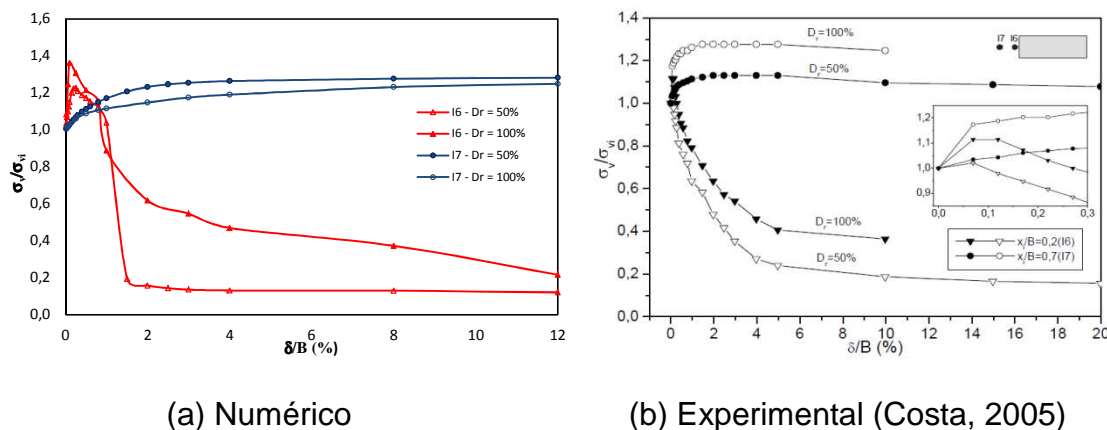 1,6
1,4
1,2
1,0
0,8
0,6
0,4
0,2
0,0
σv/σvi
0 2 4 6 8 10 12
δ/B (%)
I6 - Dr = 50%
I6 - Dr = 100%
I7 - Dr = 50%
I7 - Dr = 100%
(a) Numérico
1,4
1,2
1,0
0,8
0,6
0,4
0,2
0,0
σv/σvi
0 2 4 6 8 10 12 14 16 18 20
δ/B (%)
Dr=100%
I7 I6
Dr=50%
1,2
1,1
1,0
0,9
0,0 0,1 0,2 0,3
Dr=100%
Dr=50%
x/B=0,2(I6)
x/B=0,7(I7)
(b) Experimental (Costa, 2005)